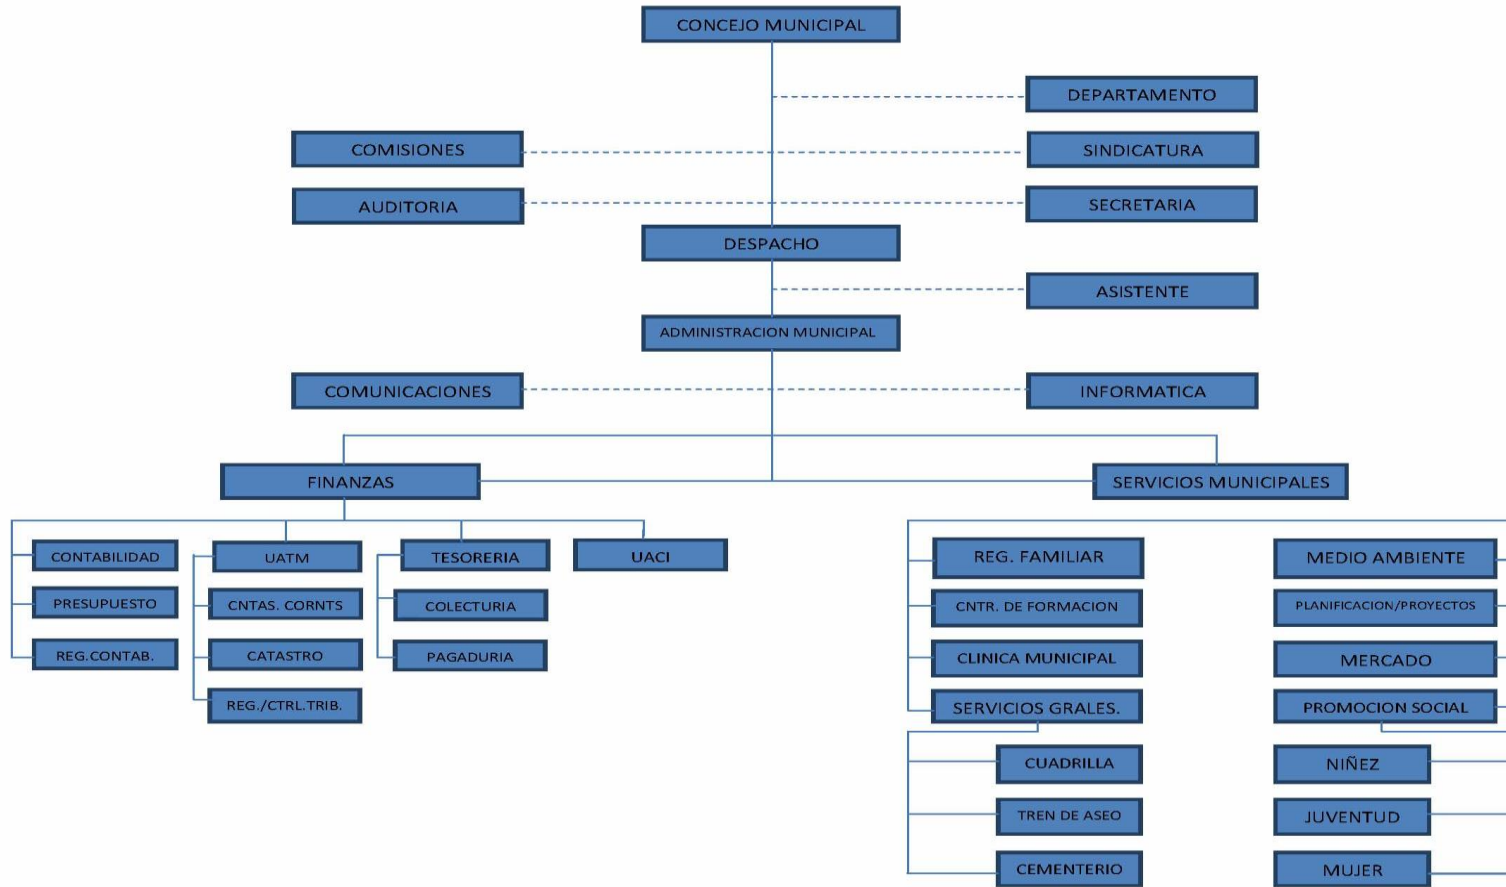 CONCEJO MUNICIPAL
DEPARTAMENTO
COMISIONES
SINDICATURA
AUDITORIA
SECRETARIA
DESPACHO
ASISTENTE
ADMINISTRACION MUNICIPAL
COMUNICACIONES
INFORMATICA
FINANZAS
SERVICIOS MUNICIPALES
CONTABILIDAD
UATM
TESORERIA
UACI
PRESUPUESTO
CNTAS. CORNTS
COLECTURIA
REG.CONTAB.
CATASTRO
PAGADURIA
REG./CTRL.TRIB.
REG. FAMILIAR
MEDIO AMBIENTE
CNTR. DE FORMACION
PLANIFICACION/PROYECTOS
CLINICA MUNICIPAL
MERCADO
SERVICIOS GRALES.
PROMOCION SOCIAL
CUADRILLA
NIÑEZ
TREN DE ASEO
JUVENTUD
CEMENTERIO
MUJER